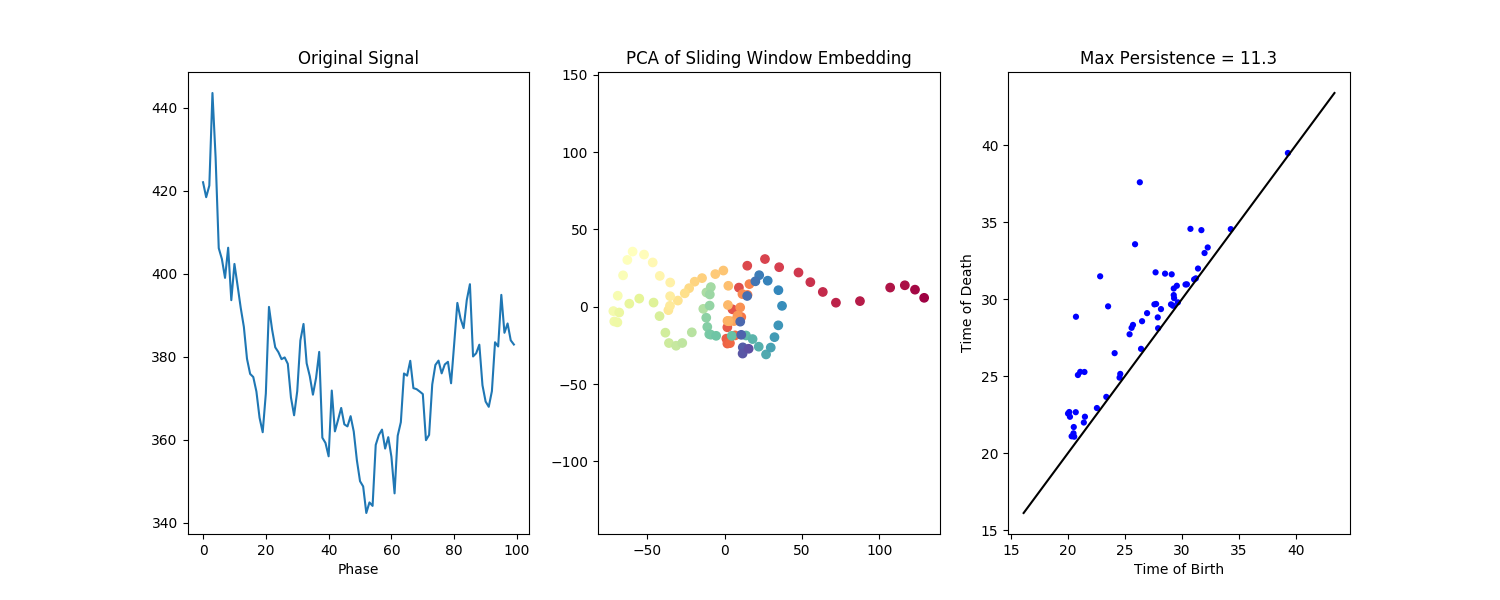 Original Signal
440
420
400
380
360
340
0 20 40 60 80 100
Phase
PCA of Sliding Window Embedding
150
100
50
0
−50
−100
−50 0 50 100
Max Persistence = 11.3
Time of Death
40
35
30
25
20
15
15 20 25 30 35 40
Time of Birth